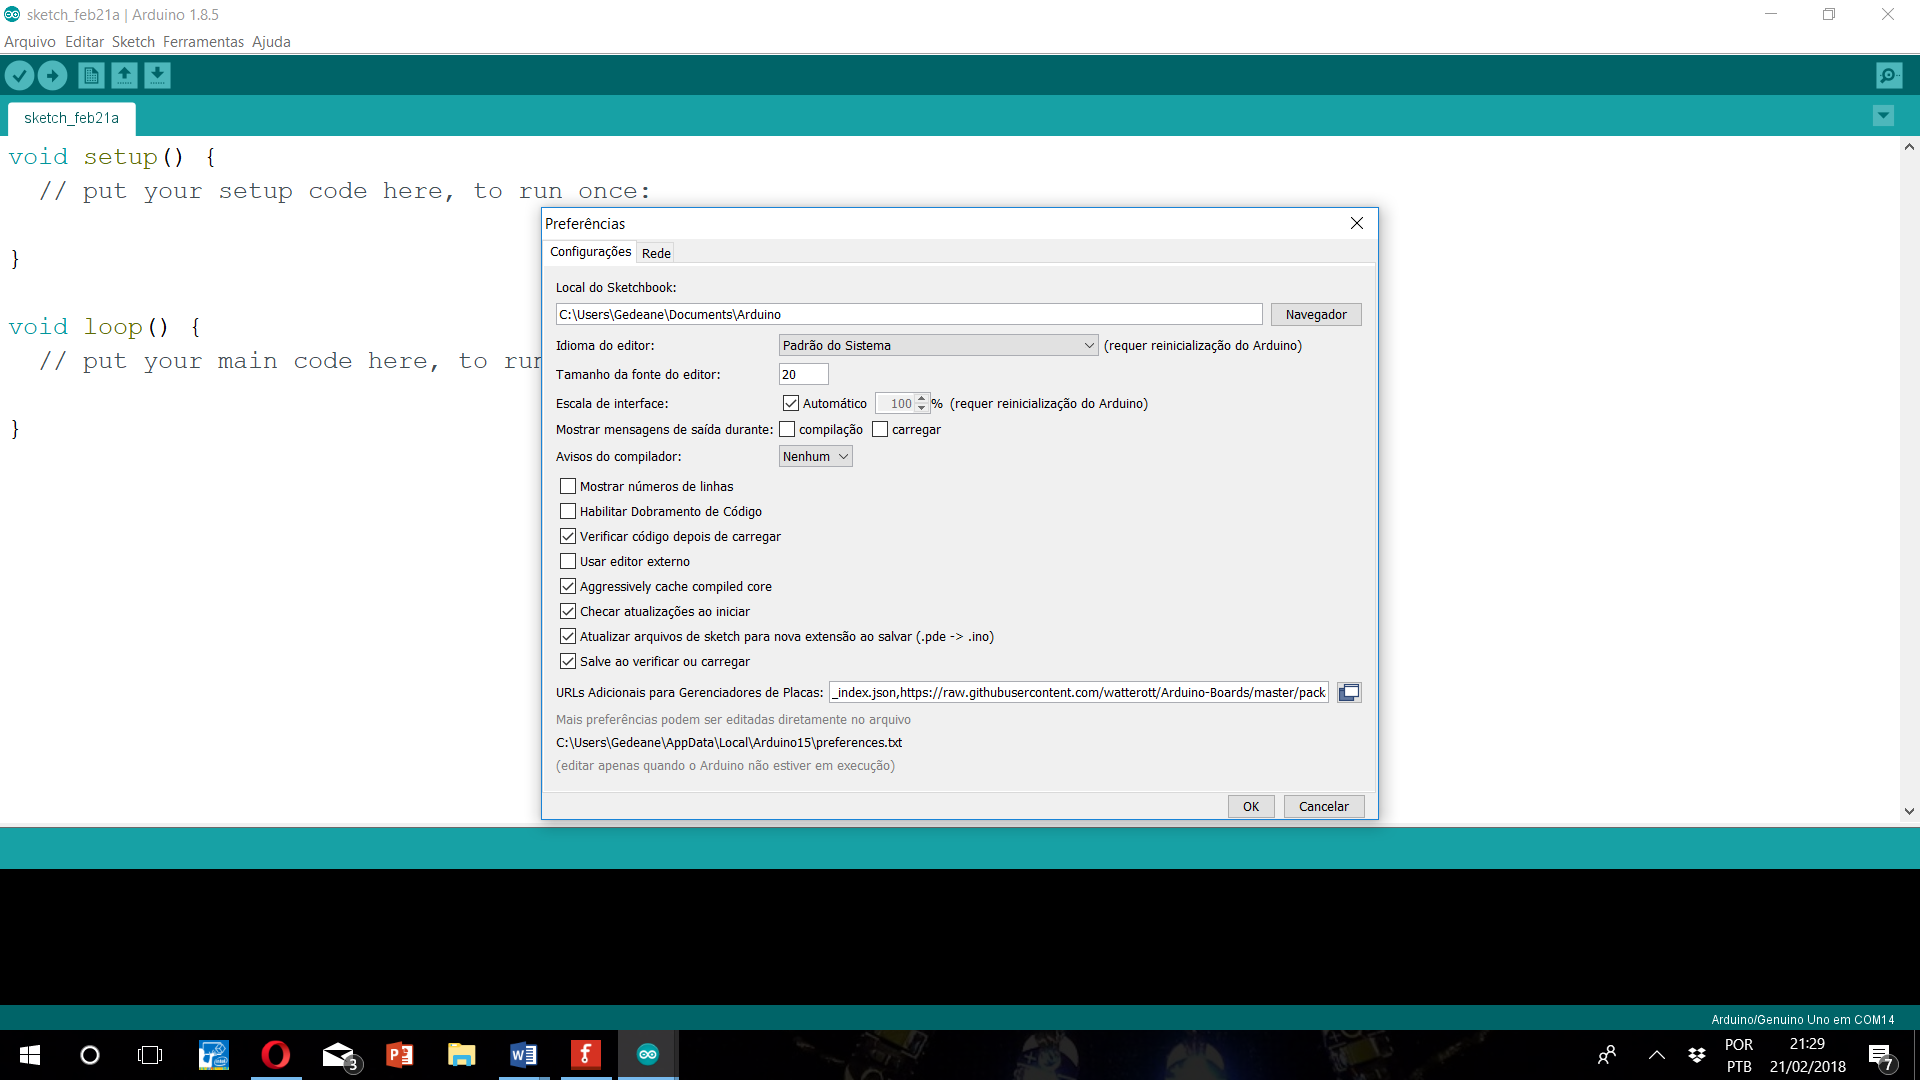 sketch_feb21a | Arduino 1.8.5
Arquivo Editar Sketch Ferramentas Ajuda
sketch_feb21a
void setup() {
// put your setup code here, to run once:
}
void loop() {
// put your main code here, to run
}
Preferências
Configurações Rede
Local do Sketchbook:
C:\Users\Gedeane\Documents\Arduino Navegador
Idioma do editor: Padrão do Sistema (requer reinicialização do Arduino)
Tamanho da fonte do editor: 20
Escala de interface: Automático 100 % (requer reinicialização do Arduino)
Mostrar mensagens de saída durante: compilação carregar
Avisos do compilador: Nenhum
Mostrar números de linhas
Habilitar Dobramento de Código
Verificar código depois de carregar
Usar editor externo
Aggressively cache compiled core
Checar atualizações ao iniciar
Atualizar arquivos de sketch para nova extensão ao salvar (.pde -> .ino)
Salve ao verificar ou carregar
URLs Adicionais para Gerenciadores de Placas: _index.json,https://raw.githubusercontent.com/watterott/Arduino-Boards/master/pack
Mais preferências podem ser editadas diretamente no arquivo
C:\Users\Gedeane\AppData\Local\Arduino15\preferences.txt
(editar apenas quando o Arduino não estiver em execução)
OK Cancelar
Arduino/Genuino Uno em COM14
3
POR
PTB
21:29
21/02/2018
7